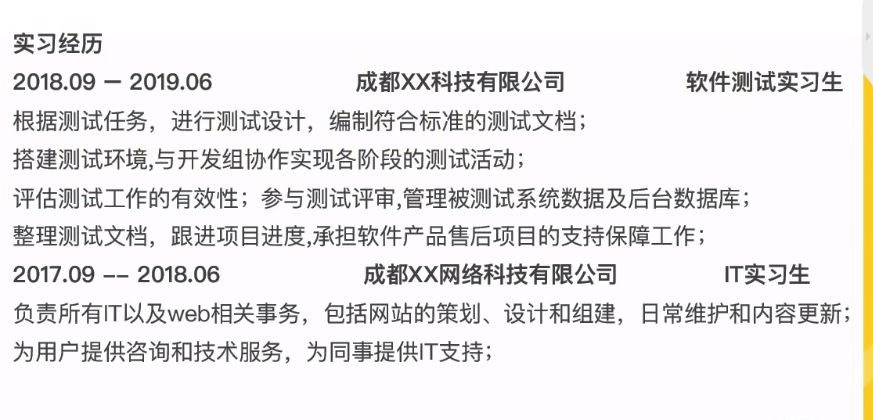 实习经历
2018.09 — 2019.06 成都XX科技有限公司 软件测试实习生
根据测试任务，进行测试设计，编制符合标准的测试文档；
搭建测试环境,与开发组协作实现各阶段的测试活动；
评估测试工作的有效性；参与测试评审,管理被测试系统数据及后台数据库；
整理测试文档，跟进项目进度,承担软件产品售后项目的支持保障工作；
2017.09 -- 2018.06 成都XX网络科技有限公司 IT实习生
负责所有IT以及web相关事务，包括网站的策划、设计和组建，日常维护和内容更新；
为用户提供咨询和技术服务，为同事提供IT支持；